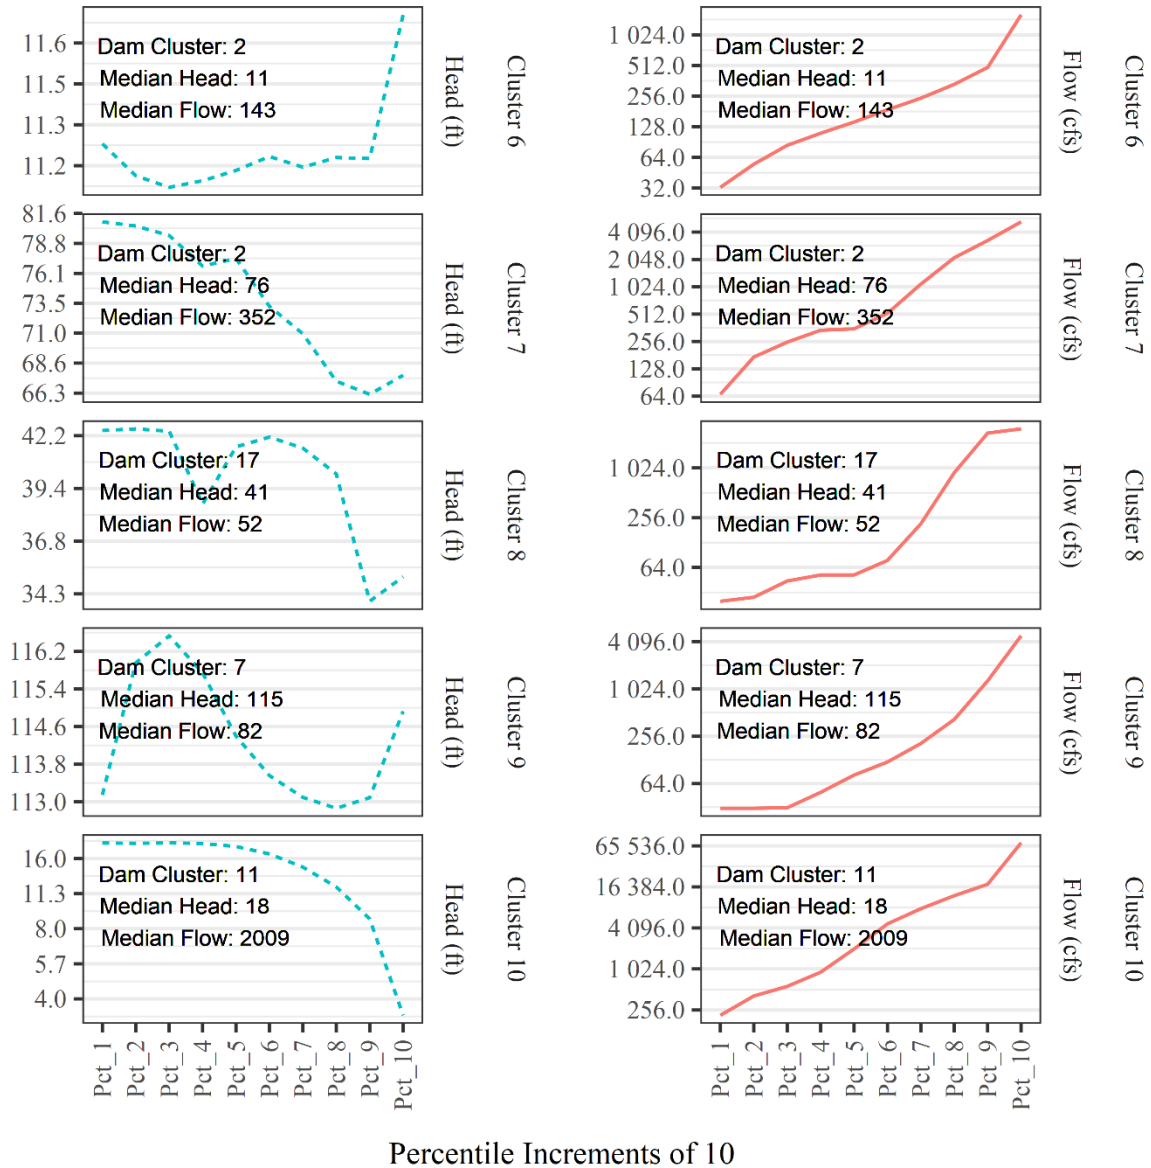 11.6
11.5
11.3
11.2
Dam Cluster: 2
Median Head: 11
Median Flow: 143
Head (ft)
Cluster 6
1 024.0
512.0
256.0
128.0
64.0
32.0
Dam Cluster: 2
Median Head: 11
Median Flow: 143
Flow (cfs)
Cluster 6
81.6
78.8
76.1
73.5
71.0
68.6
66.3
Dam Cluster: 2
Median Head: 76
Median Flow: 352
Head (ft)
Cluster 7
4 096.0
2 048.0
1 024.0
512.0
256.0
128.0
64.0
Dam Cluster: 2
Median Head: 76
Median Flow: 352
Flow (cfs)
Cluster 7
42.2
39.4
36.8
34.3
Dam Cluster: 17
Median Head: 41
Median Flow: 52
Head (ft)
Cluster 8
1 024.0
256.0
64.0
Dam Cluster: 17
Median Head: 41
Median Flow: 52
Flow (cfs)
Cluster 8
116.2
115.4
114.6
113.8
113.0
Dam Cluster: 7
Median Head: 115
Median Flow: 82
Head (ft)
Cluster 9
4 096.0
1 024.0
256.0
64.0
Dam Cluster: 7
Median Head: 115
Median Flow: 82
Flow (cfs)
Cluster 9
16.0
11.3
8.0
5.7
4.0
Dam Cluster: 11
Median Head: 18
Median Flow: 2009
Head (ft)
Cluster 10
65 536.0
16 384.0
4 096.0
1 024.0
256.0
Dam Cluster: 11
Median Head: 18
Median Flow: 2009
Flow (cfs)
Cluster 10
Pct_1
Pct_2
Pct_3
Pct_4
Pct_5
Pct_6
Pct_7
Pct_8
Pct_9
Pct_10
Pct_1
Pct_2
Pct_3
Pct_4
Pct_5
Pct_6
Pct_7
Pct_8
Pct_9
Pct_10
Percentile Increments of 10